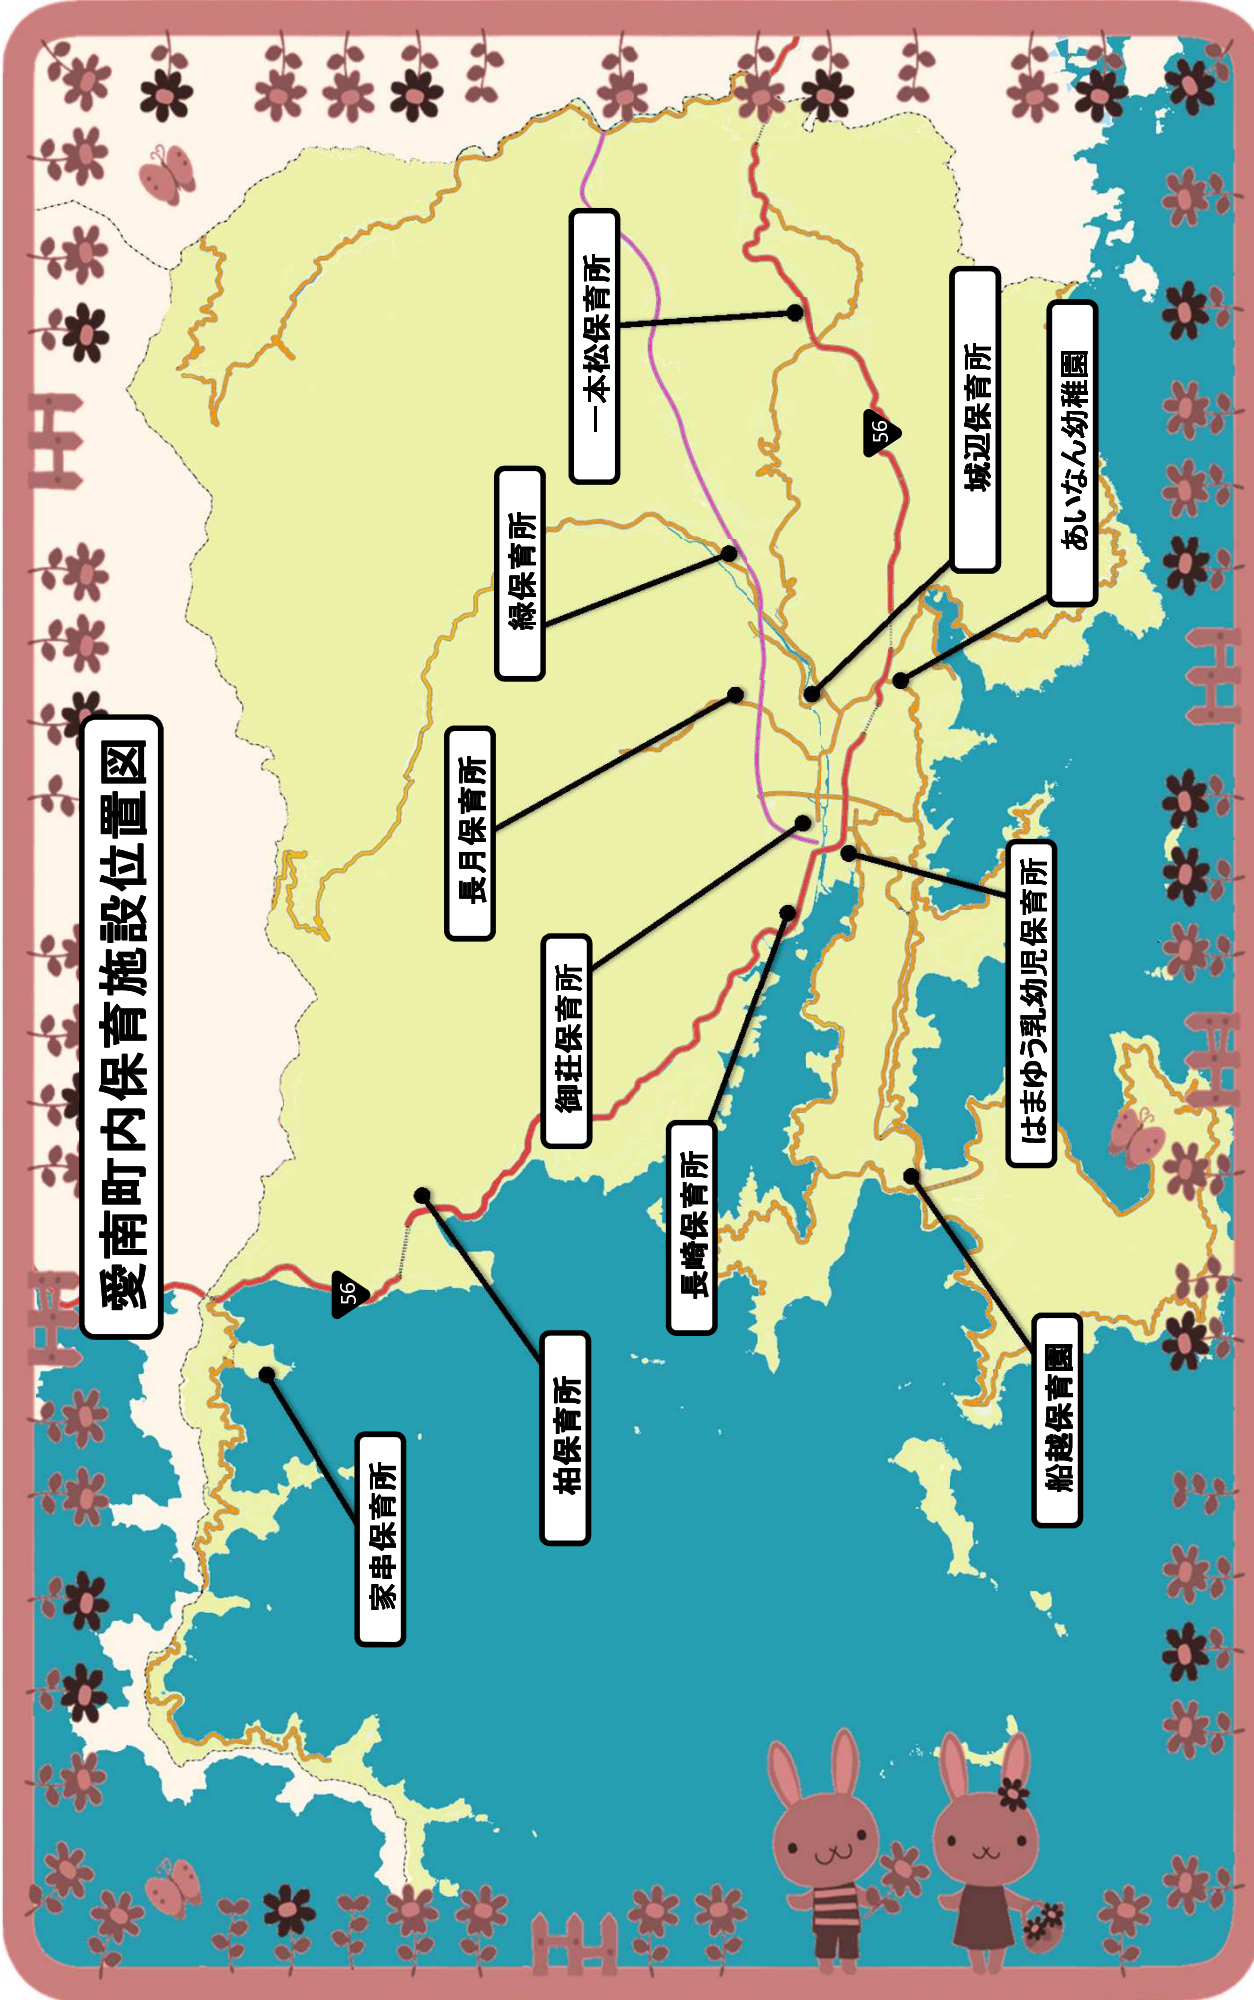 愛南町内保育施設位置図
家串保育所
長月保育所
緑保育所
柏保育所
御荘保育所
一本松保育所
長崎保育所
56
56
船越保育園
はまゆう乳幼児保育所
城辺保育所
あいなん幼稚園